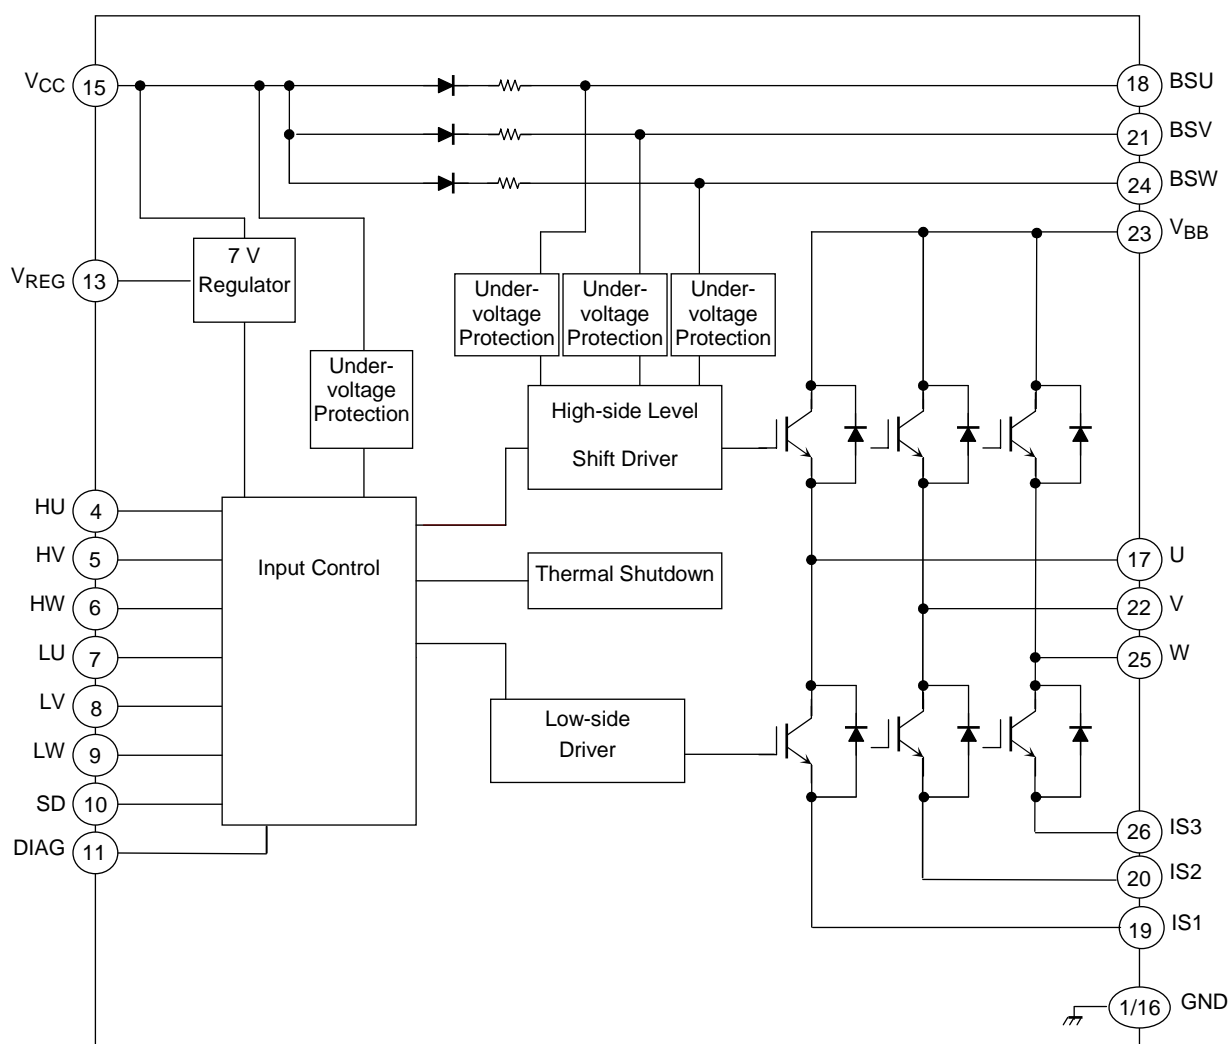 VCC 15
18 BSU
21 BSV
24 BSW
23 VBB
7 V
Regulator
VREG 13
Under-
voltage
Protection
Under-
voltage
Protection
Under-
voltage
Protection
Under-
voltage
Protection
High-side Level
Shift Driver
HU 4
HV 5
HW 6
LU 7
LV 8
LW 9
SD 10
DIAG 11
Input Control
Thermal Shutdown
Low-side
Driver
17 U
22 V
25 W
26 IS3
20 IS2
19 IS1
1/16 GND